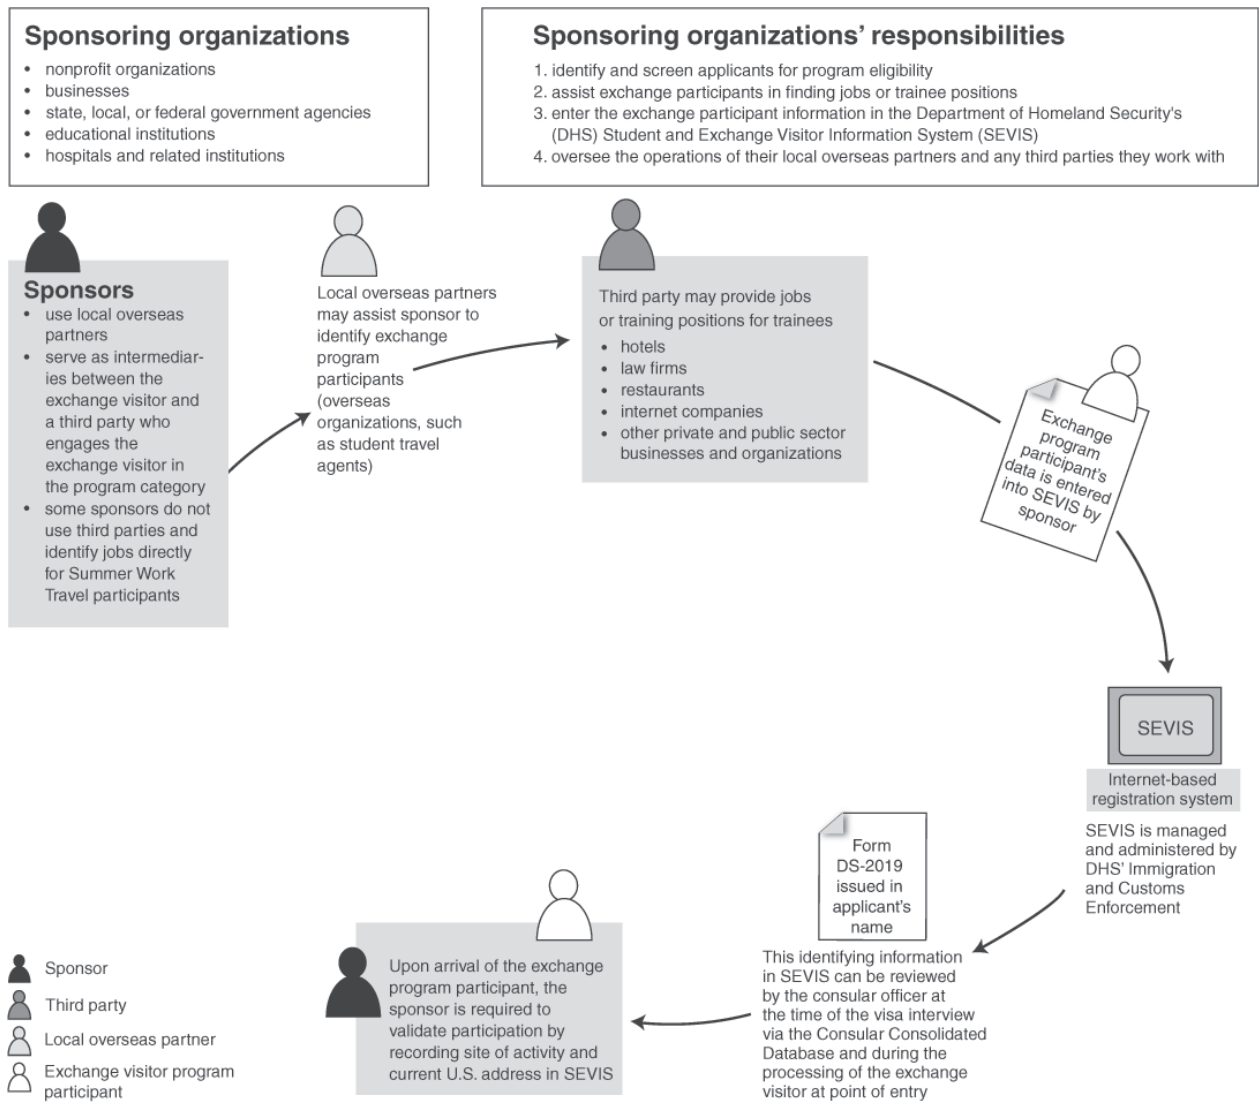 Sponsoring organizations
• nonprofit organizations
• businesses
• state, local, or federal government agencies
• educational institutions
• hospitals and related institutions
Sponsoring organizations’ responsibilities
1. identify and screen applicants for program eligibility
2. assist exchange participants in finding jobs or trainee positions
3. enter the exchange participant information in the Department of Homeland Security's
(DHS) Student and Exchange Visitor Information System (SEVIS)
4. oversee the operations of their local overseas partners and any third parties they work with
Sponsors
• use local overseas
partners
• serve as intermediar-
ies between the
exchange visitor and
a third party who
engages the
exchange visitor in
the program category
• some sponsors do not
use third parties and
identify jobs directly
for Summer Work
Travel participants
Local overseas partners
may assist sponsor to
identify exchange
program
participants
(overseas
organizations, such
as student travel
agents)
Third party may provide jobs
or training positions for trainees
• hotels
• law firms
• restaurants
• internet companies
• other private and public sector
businesses and organizations
Exchange
program
participant’s
data is entered
into SEVIS by
sponsor
SEVIS
Internet-based
registration system
SEVIS is managed
and administered by
DHS’ Immigration
and Customs
Enforcement
Form
DS-2019
issued in
applicant’s
name
This identifying information
in SEVIS can be reviewed
by the consular officer at
the time of the visa interview
via the Consular Consolidated
Database and during the
processing of the exchange
visitor at point of entry
Upon arrival of the exchange
program participant, the
sponsor is required to
validate participation by
recording site of activity and
current U.S. address in SEVIS
Sponsor
Third party
Local overseas partner
Exchange visitor program
participant